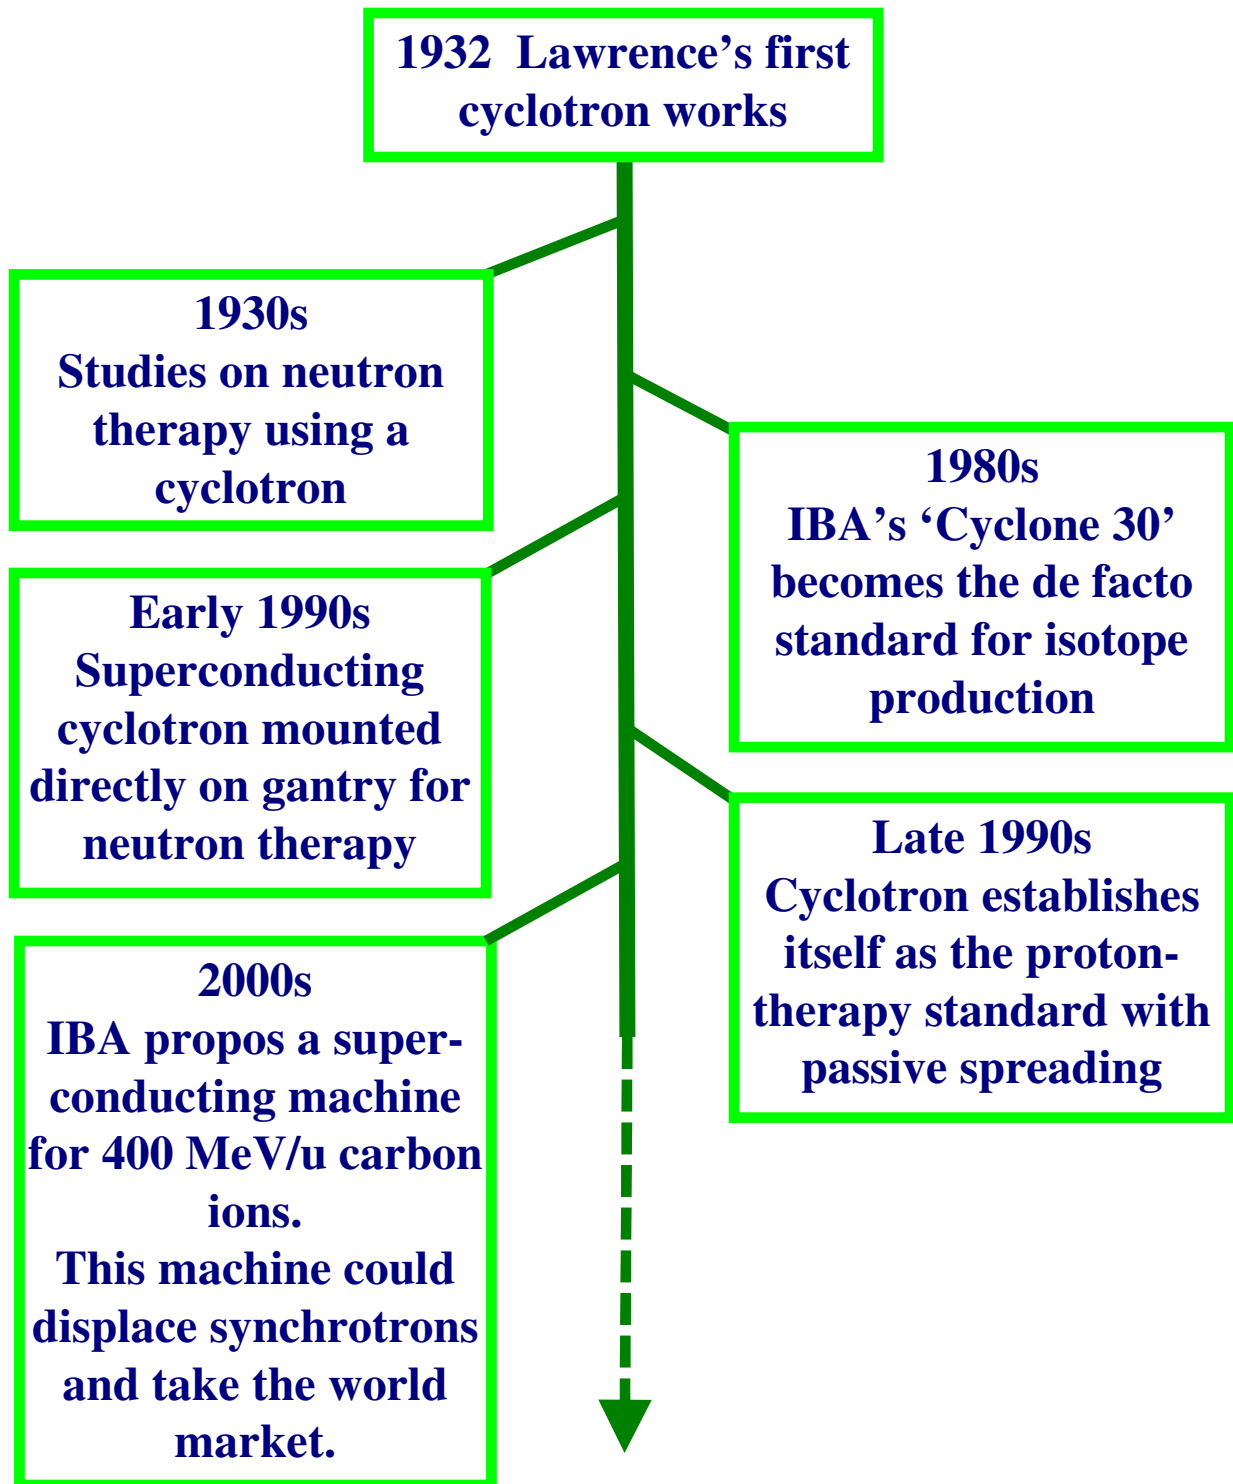 1932 Lawrence’s first
cyclotron works
1930s
Studies on neutron
therapy using a
cyclotron
1980s
IBA’s ‘Cyclone 30’
becomes the de facto
standard for isotope
production
Early 1990s
Superconducting
cyclotron mounted
directly on gantry for
neutron therapy
Late 1990s
Cyclotron establishes
itself as the proton-
therapy standard with
passive spreading
2000s
IBA propos a super-
conducting machine
for 400 MeV/u carbon
ions.
This machine could
displace synchrotrons
and take the world
market.